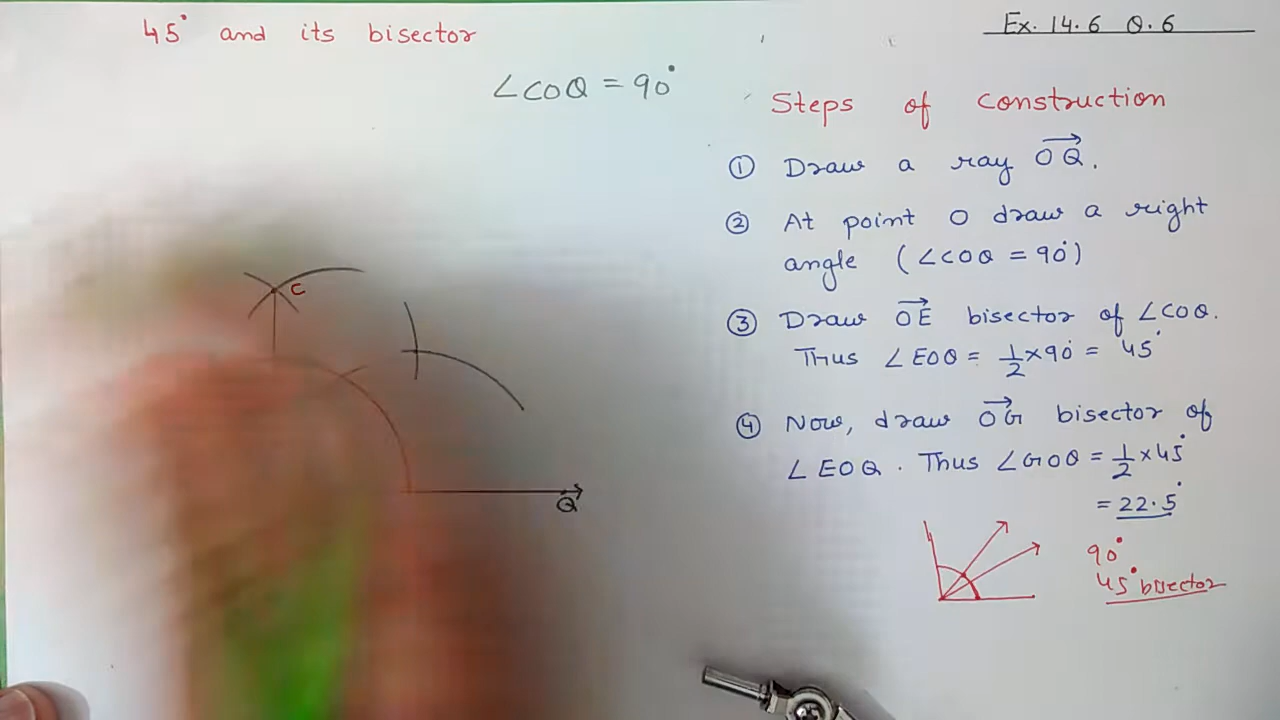 45° and its bisector
Ex. 14.6 Q.6
∠COQ = 90°
Steps of construction
① Draw a ray OQ→.
② At point O draw a right
angle (∠COQ = 90°)
③ Draw OE→ bisector of ∠COQ.
Thus ∠EOQ = 1/2 × 90° = 45°
④ Now, draw OG→ bisector of
∠EOQ. Thus ∠GOQ = 1/2 × 45°
= 22.5°
90°
45° bisector
C
Q